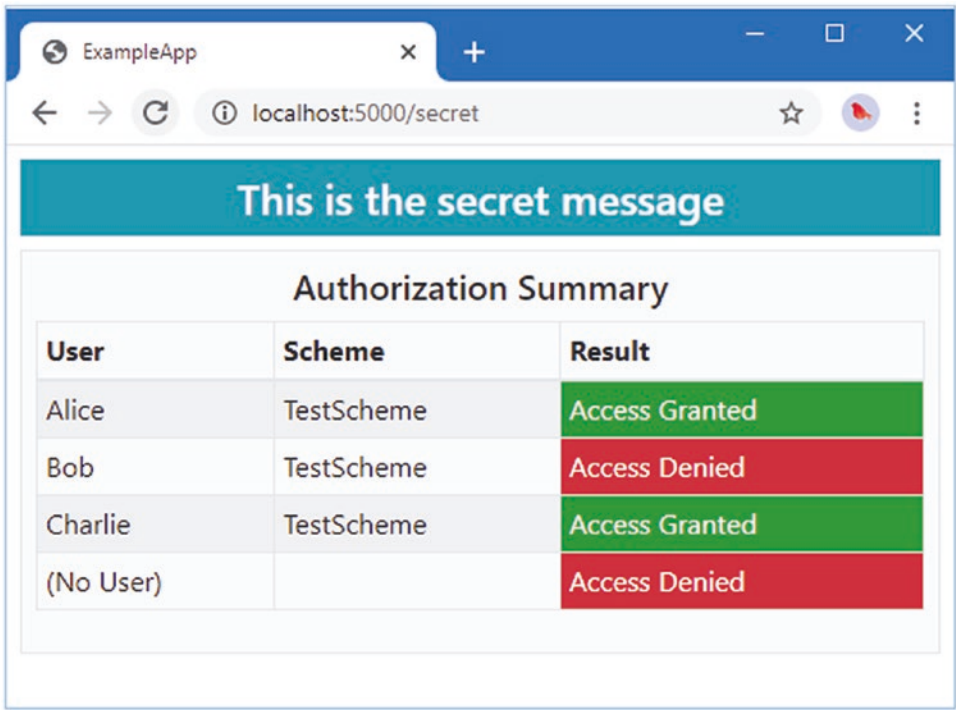 ExampleApp
localhost:5000/secret
This is the secret message
Authorization Summary
User Scheme Result
Alice TestScheme Access Granted
Bob TestScheme Access Denied
Charlie TestScheme Access Granted
(No User) Access Denied